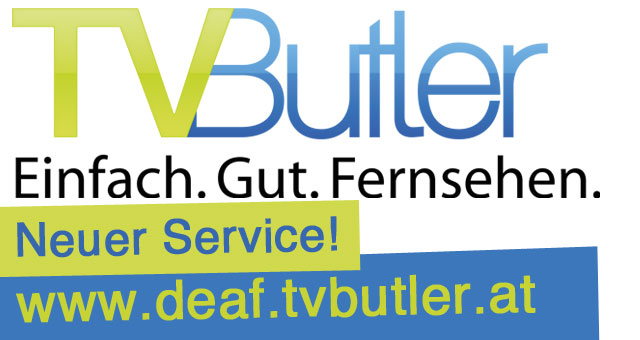 TVButler
Einfach. Gut. Fernsehen.
Neuer Service!
www.deaf.tvbutler.at